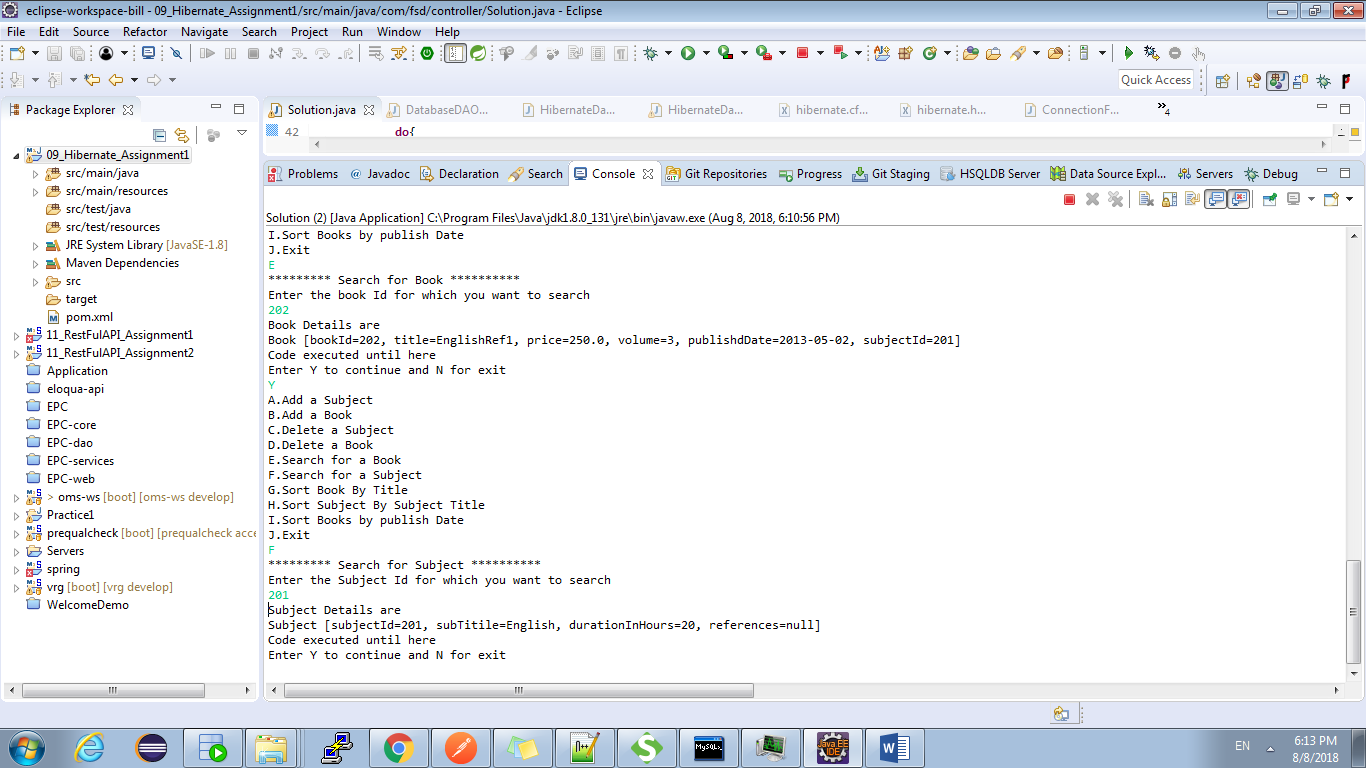 eclipse-workspace-bill - 09_Hibernate_Assignment1/src/main/java/com/fsd/controller/Solution.java - Eclipse
File Edit Source Refactor Navigate Search Project Run Window Help
Quick Access
Package Explorer
09_Hibernate_Assignment1
src/main/java
src/main/resources
src/test/java
src/test/resources
JRE System Library [JavaSE-1.8]
Maven Dependencies
src
target
pom.xml
11_RestFulAPI_Assignment1
11_RestFulAPI_Assignment2
Application
eloqua-api
EPC
EPC-core
EPC-dao
EPC-services
EPC-web
> oms-ws [boot] [oms-ws develop]
Practice1
prequalcheck [boot] [prequalcheck acce
Servers
spring
vrg [boot] [vrg develop]
WelcomeDemo
Solution.java DatabaseDAO... HibernateDa... HibernateDa... hibernate.cf... hibernate.h... ConnectionF... »4
42 do{
Problems @ Javadoc Declaration Search Console Git Repositories Progress Git Staging HSQLDB Server Data Source Expl... Servers Debug
Solution (2) [Java Application] C:\Program Files\Java\jdk1.8.0_131\jre\bin\javaw.exe (Aug 8, 2018, 6:10:56 PM)
I.Sort Books by publish Date
J.Exit
E
********* Search for Book **********
Enter the book Id for which you want to search
202
Book Details are
Book [bookId=202, title=EnglishRef1, price=250.0, volume=3, publishdDate=2013-05-02, subjectId=201]
Code executed until here
Enter Y to continue and N for exit
Y
A.Add a Subject
B.Add a Book
C.Delete a Subject
D.Delete a Book
E.Search for a Book
F.Search for a Subject
G.Sort Book By Title
H.Sort Subject By Subject Title
I.Sort Books by publish Date
J.Exit
F
********* Search for Subject **********
Enter the Subject Id for which you want to search
201
Subject Details are
Subject [subjectId=201, subTitile=English, durationInHours=20, references=null]
Code executed until here
Enter Y to continue and N for exit
Java EE
IDE
EN
6:13 PM
8/8/2018